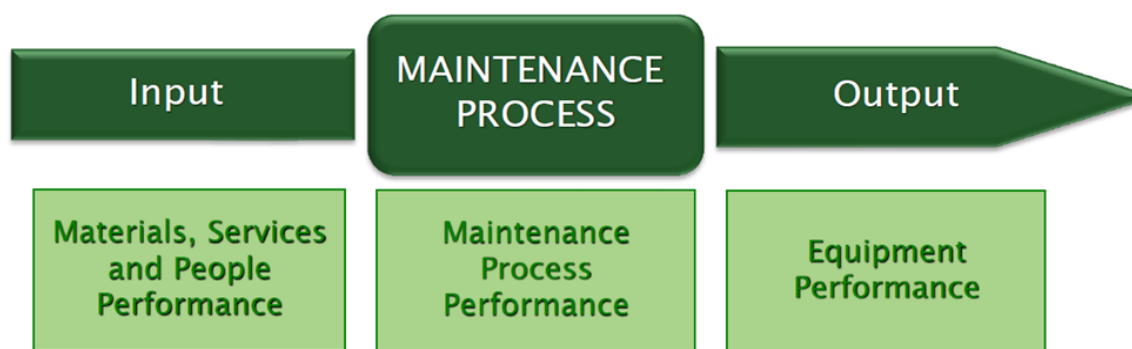 Input
MAINTENANCE
PROCESS
Output
Materials, Services
and People
Performance
Maintenance
Process
Performance
Equipment
Performance